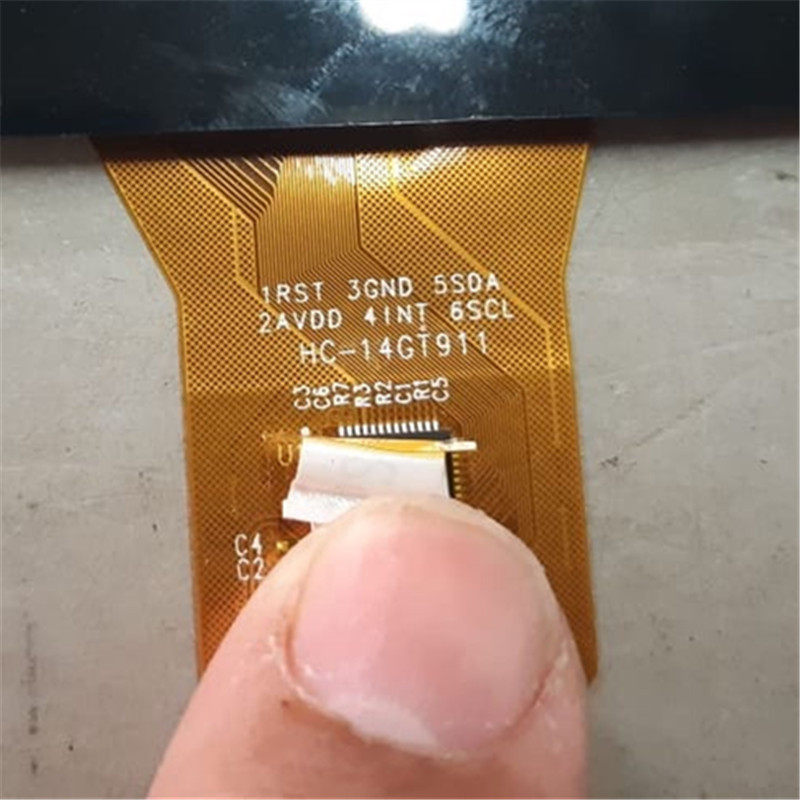 1RST 3GND 5SDA
2AVDD 4INT 6SCL
HC-14GT911
C3
C6
R7
R3
R2
C1
R1
C5
U
C4
C2